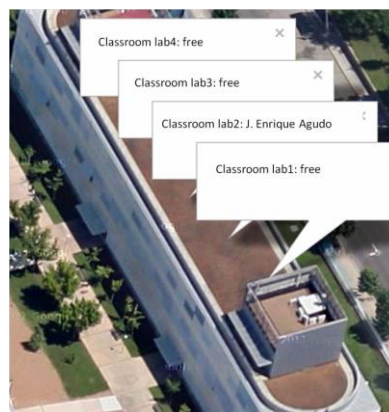 Classroom lab4: free
Classroom lab3: free
Classroom lab2: J. Enrique Agudo
Classroom lab1: free